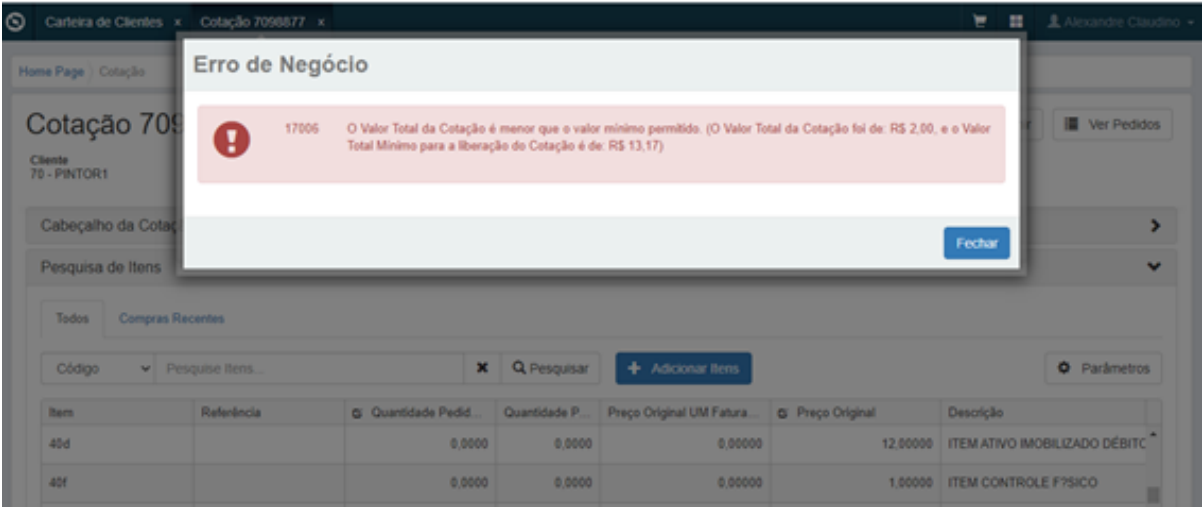 Carteira de Clientes x Cotação 7098877 x Alexandre Claudino
Home Page Cotação
Erro de Negócio
17006 O Valor Total da Cotação é menor que o valor mínimo permitido. (O Valor Total da Cotação foi de: R$ 2,00, e o Valor
Total Mínimo para a liberação do Cotação é de: R$ 13,17)
Fechar
Cotação 709
Ver Pedidos
Cliente
70 - PINTOR1
Cabeçalho da Cotaç
Pesquisa de Itens
Todos Compras Recentes
Código Pesquise Itens... Pesquisar Adicionar Itens Parâmetros
Item Referência Quantidade Pedid... Quantidade P... Preço Original UM Fatura... Preço Original Descrição
40d 0,0000 0,0000 0,00000 12,00000 ITEM ATIVO IMOBILIZADO DÉBITO
40f 0,0000 0,0000 0,00000 1,00000 ITEM CONTROLE F?SICO